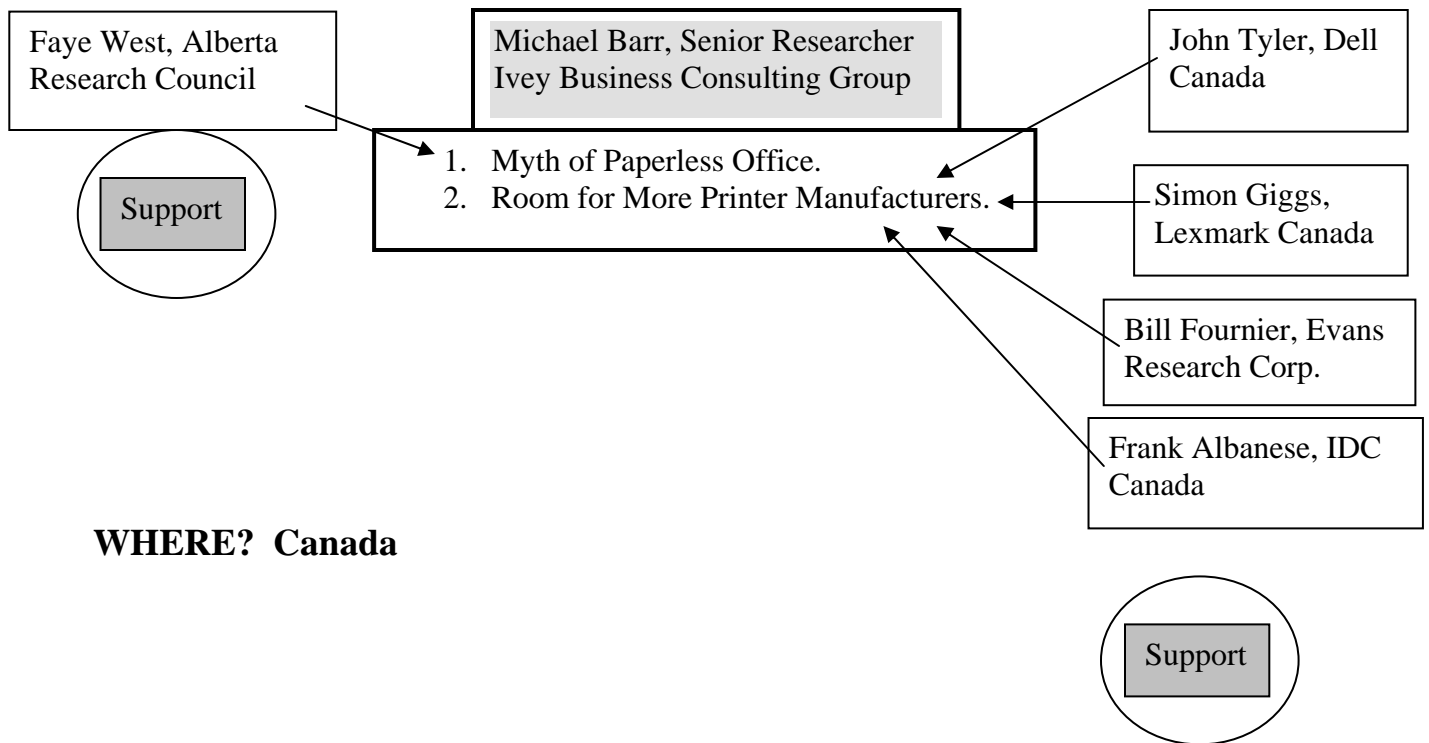 Faye West, Alberta
Research Council
Michael Barr, Senior Researcher
Ivey Business Consulting Group
John Tyler, Dell
Canada
Support
1. Myth of Paperless Office.
2. Room for More Printer Manufacturers.
Simon Giggs,
Lexmark Canada
Bill Fournier, Evans
Research Corp.
Frank Albanese, IDC
Canada
WHERE? Canada
Support